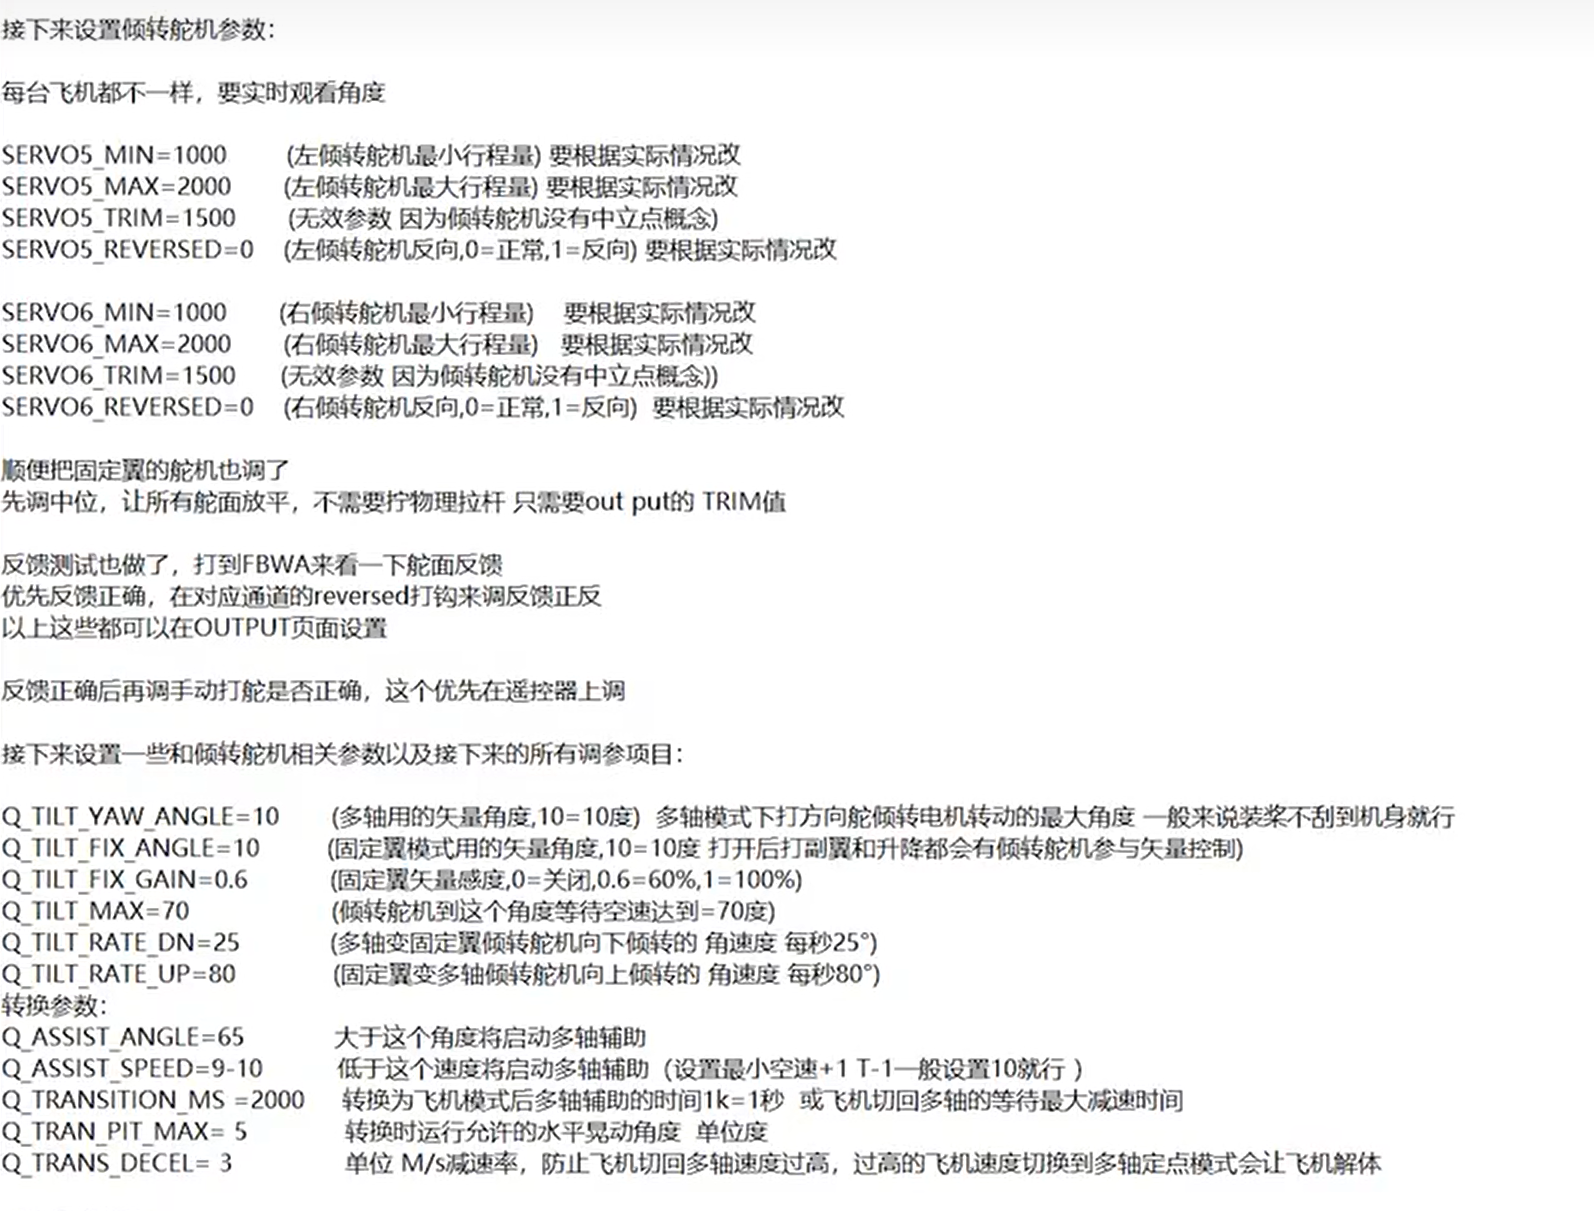 接下来设置倾转舵机参数：
每台飞机都不一样，要实时观看角度
SERVO5_MIN=1000 (左倾转舵机最小行程量) 要根据实际情况改
SERVO5_MAX=2000 (左倾转舵机最大行程量) 要根据实际情况改
SERVO5_TRIM=1500 (无效参数 因为倾转舵机没有中立点概念)
SERVO5_REVERSED=0 (左倾转舵机反向,0=正常,1=反向) 要根据实际情况改
SERVO6_MIN=1000 (右倾转舵机最小行程量) 要根据实际情况改
SERVO6_MAX=2000 (右倾转舵机最大行程量) 要根据实际情况改
SERVO6_TRIM=1500 (无效参数 因为倾转舵机没有中立点概念))
SERVO6_REVERSED=0 (右倾转舵机反向,0=正常,1=反向) 要根据实际情况改
顺便把固定翼的舵机也调了
先调中位，让所有舵面放平，不需要拧物理拉杆 只需要out put的 TRIM值
反馈测试也做了，打到FBWA来看一下舵面反馈
优先反馈正确，在对应通道的reversed打钩来调反馈正反
以上这些都可以在OUTPUT页面设置
反馈正确后再调手动打舵是否正确，这个优先在遥控器上调
接下来设置一些和倾转舵机相关参数以及接下来的所有调参项目：
Q_TILT_YAW_ANGLE=10 (多轴用的矢量角度,10=10度) 多轴模式下打方向舵倾转电机转动的最大角度 一般来说装桨不刮到机身就行
Q_TILT_FIX_ANGLE=10 (固定翼模式用的矢量角度,10=10度 打开后打副翼和升降都会有倾转舵机参与矢量控制)
Q_TILT_FIX_GAIN=0.6 (固定翼矢量感度,0=关闭,0.6=60%,1=100%)
Q_TILT_MAX=70 (倾转舵机到这个角度等待空速达到=70度)
Q_TILT_RATE_DN=25 (多轴变固定翼倾转舵机向下倾转的 角速度 每秒25°)
Q_TILT_RATE_UP=80 (固定翼变多轴倾转舵机向上倾转的 角速度 每秒80°)
转换参数：
Q_ASSIST_ANGLE=65 大于这个角度将启动多轴辅助
Q_ASSIST_SPEED=9-10 低于这个速度将启动多轴辅助（设置最小空速+1 T-1一般设置10就行 ）
Q_TRANSITION_MS =2000 转换为飞机模式后多轴辅助的时间1k=1秒 或飞机切回多轴的等待最大减速时间
Q_TRAN_PIT_MAX= 5 转换时运行允许的水平晃动角度 单位度
Q_TRANS_DECEL= 3 单位 M/s减速率，防止飞机切回多轴速度过高，过高的飞机速度切换到多轴定点模式会让飞机解体